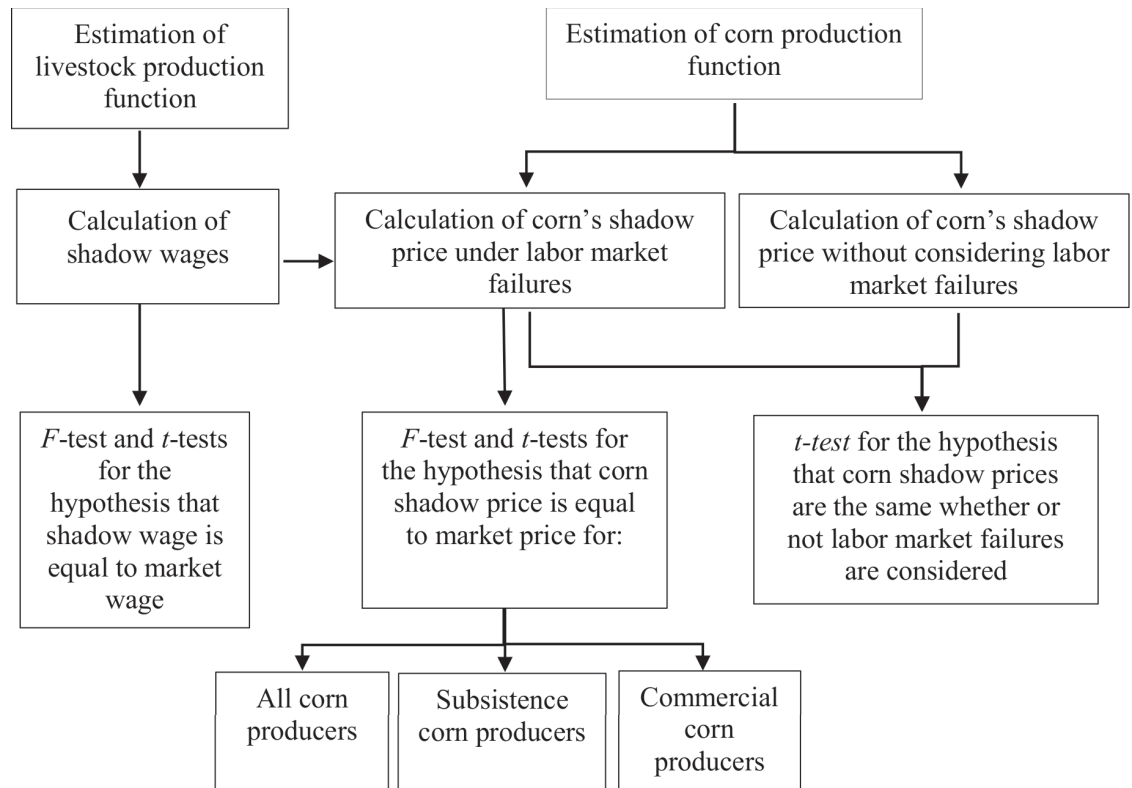 Estimation of
livestock production
function
Estimation of corn production
function
Calculation of
shadow wages
Calculation of corn’s shadow
price under labor market
failures
Calculation of corn’s shadow
price without considering labor
market failures
F-test and t-tests
for the
hypothesis that
shadow wage is
equal to market
wage
F-test and t-tests for
the hypothesis that corn
shadow price is equal
to market price for:
t-test for the hypothesis
that corn shadow prices
are the same whether or
not labor market failures
are considered
All corn
producers
Subsistence
corn producers
Commercial
corn
producers